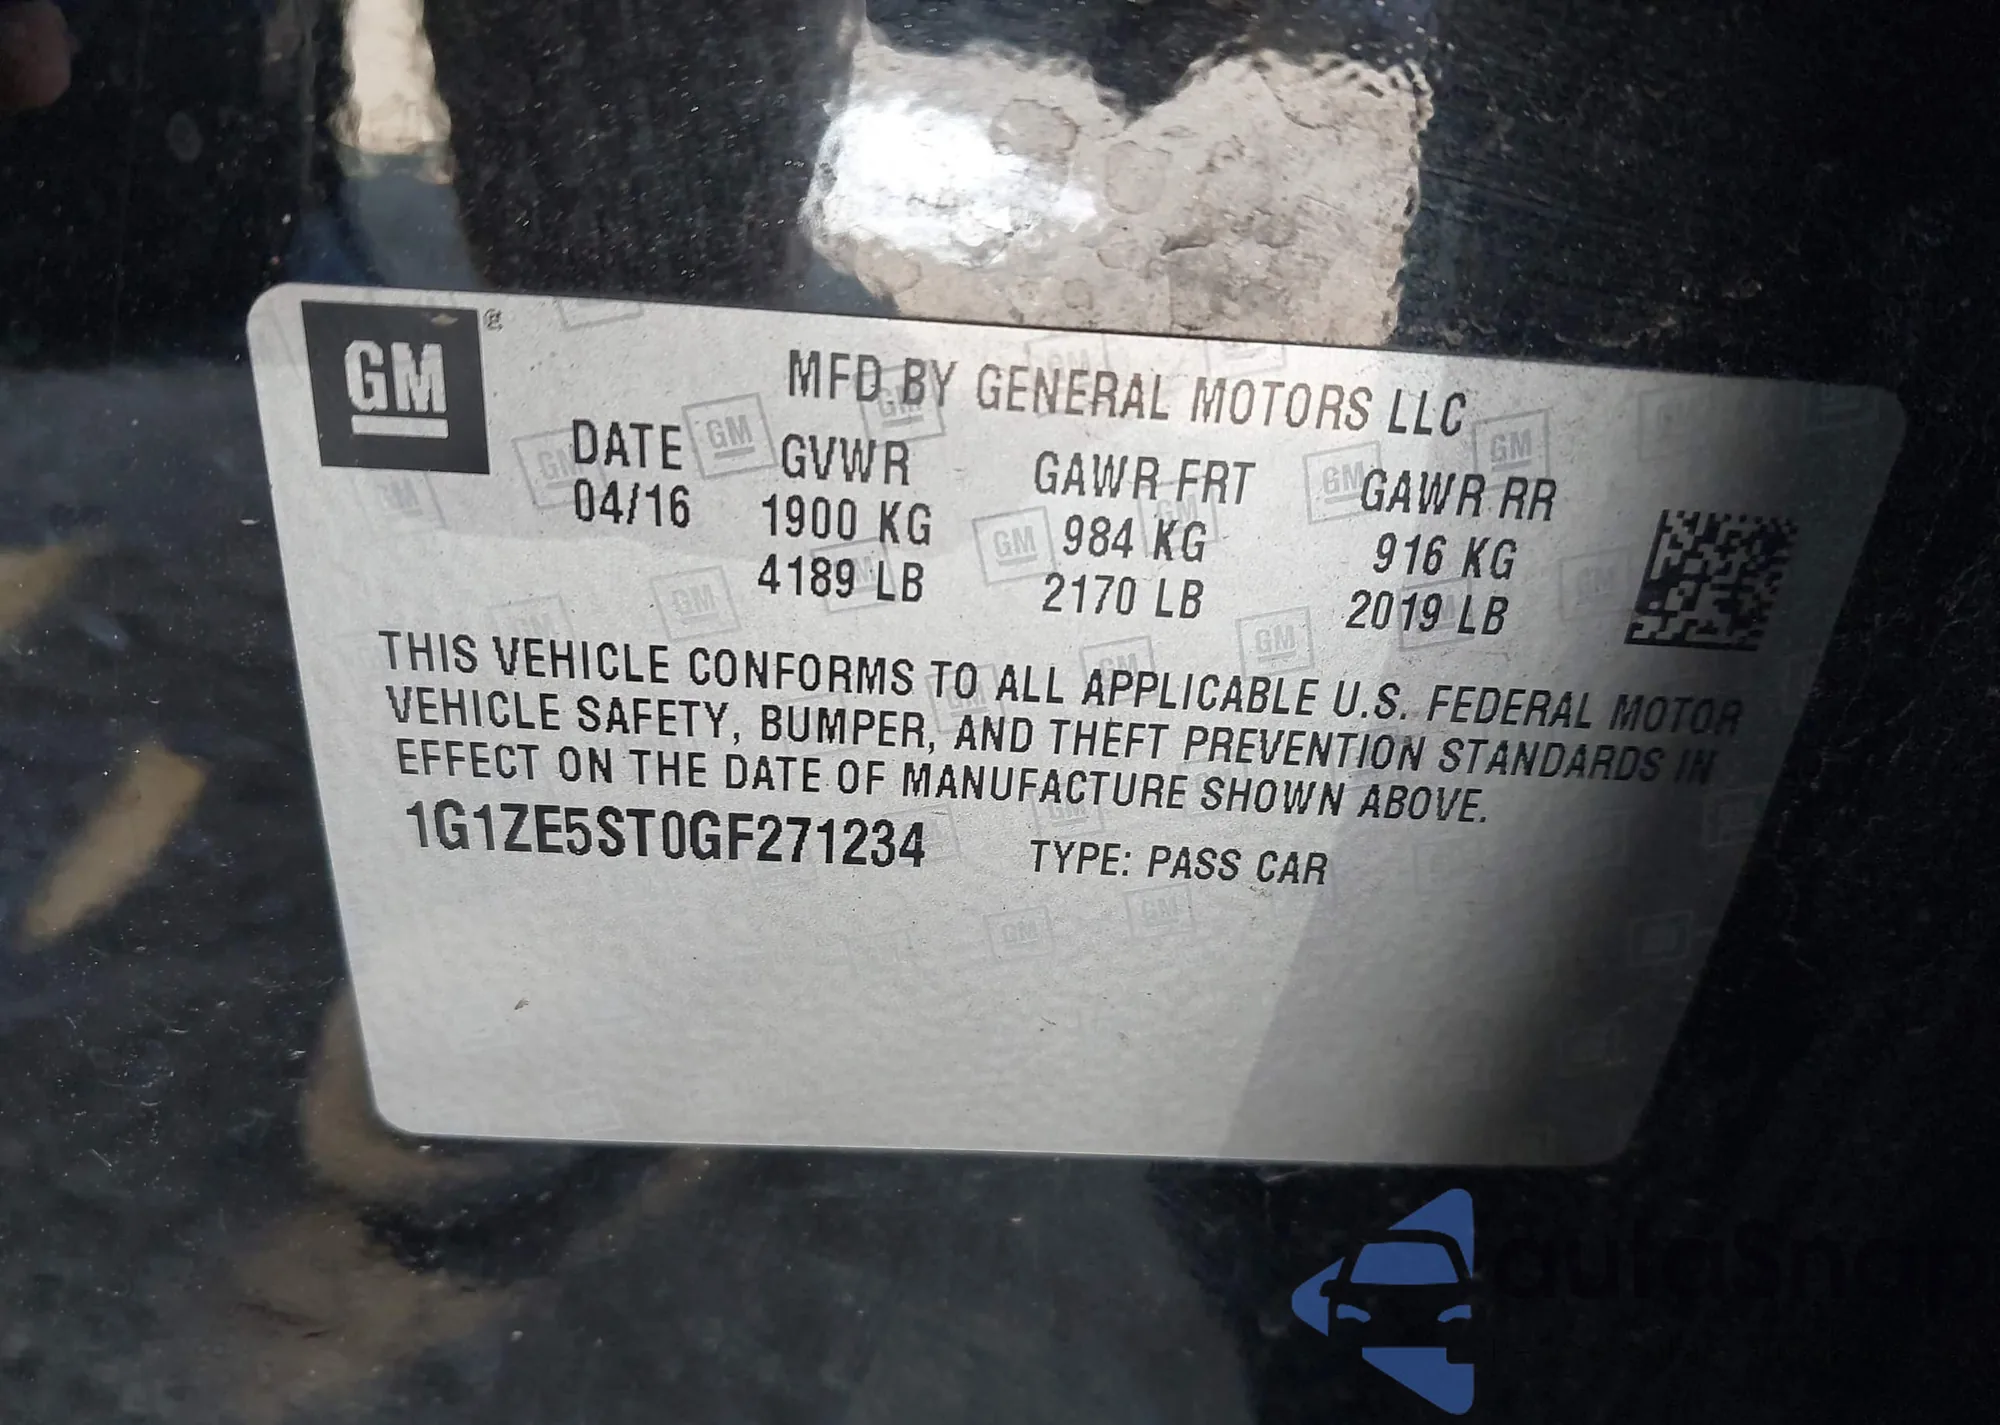 GM
MFD BY GENERAL MOTORS LLC
DATE GVWR GAWR FRT GAWR RR
04/16 1900 KG 984 KG 916 KG
4189 LB 2170 LB 2019 LB
THIS VEHICLE CONFORMS TO ALL APPLICABLE U.S. FEDERAL MOTOR
VEHICLE SAFETY, BUMPER, AND THEFT PREVENTION STANDARDS IN
EFFECT ON THE DATE OF MANUFACTURE SHOWN ABOVE.
1G1ZE5ST0GF271234 TYPE: PASS CAR